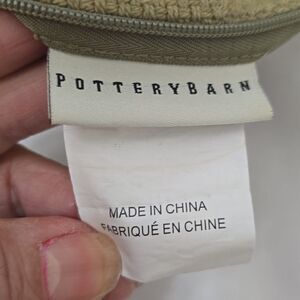 POTTERYBARN
MADE IN CHINA
FABRIQUÉ EN CHINE